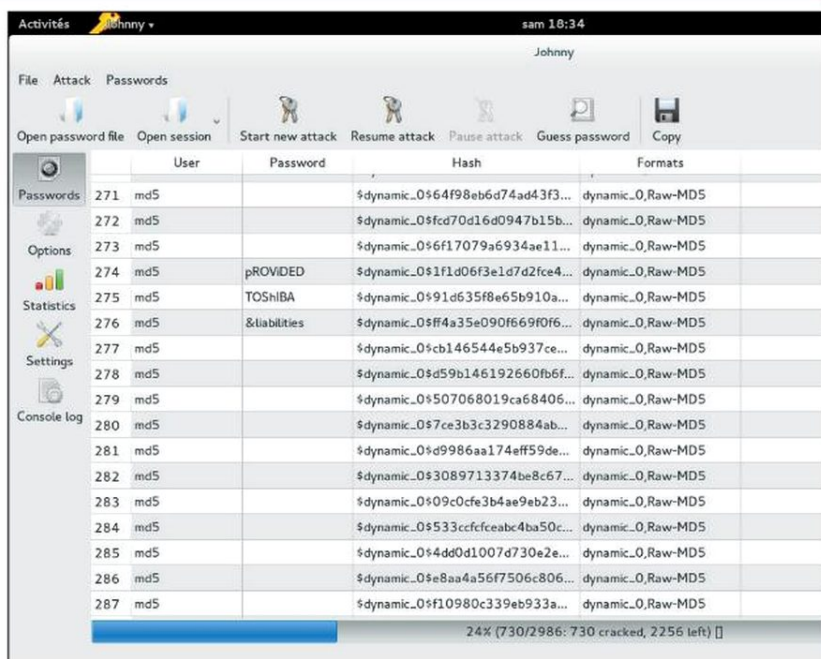 Activités Johnny sam 18:34
Johnny
File Attack Passwords
Open password file Open session Start new attack Resume attack Pause attack Guess password Copy
Passwords
Options
Statistics
Settings
Console log
User Password Hash Formats
271 md5 $dynamic_0$64f98eb6d74ad43f3... dynamic_0,Raw-MD5
272 md5 $dynamic_0$fcd70d16d0947b15b... dynamic_0,Raw-MD5
273 md5 $dynamic_0$6f17079a6934ae11... dynamic_0,Raw-MD5
274 md5 pROViDED $dynamic_0$1f1d06f3e1d7d2fce4... dynamic_0,Raw-MD5
275 md5 TOShIBA $dynamic_0$91d635f8e65b910a... dynamic_0,Raw-MD5
276 md5 &liabilities $dynamic_0$ff4a35e090f669f0f6... dynamic_0,Raw-MD5
277 md5 $dynamic_0$cb146544e5b937ce... dynamic_0,Raw-MD5
278 md5 $dynamic_0$d59b146192660fb6f... dynamic_0,Raw-MD5
279 md5 $dynamic_0$507068019ca68406... dynamic_0,Raw-MD5
280 md5 $dynamic_0$7ce3b3c3290884ab... dynamic_0,Raw-MD5
281 md5 $dynamic_0$d9986aa174eff59de... dynamic_0,Raw-MD5
282 md5 $dynamic_0$3089713374be8c67... dynamic_0,Raw-MD5
283 md5 $dynamic_0$09c0cfe3b4ae9eb23... dynamic_0,Raw-MD5
284 md5 $dynamic_0$533ccfcfceabc4ba50c... dynamic_0,Raw-MD5
285 md5 $dynamic_0$4dd0d1007d730e2e... dynamic_0,Raw-MD5
286 md5 $dynamic_0$e8aa4a56f7506c806... dynamic_0,Raw-MD5
287 md5 $dynamic_0$f10980c339eb933a... dynamic_0,Raw-MD5
24% (730/2986: 730 cracked, 2256 left) []